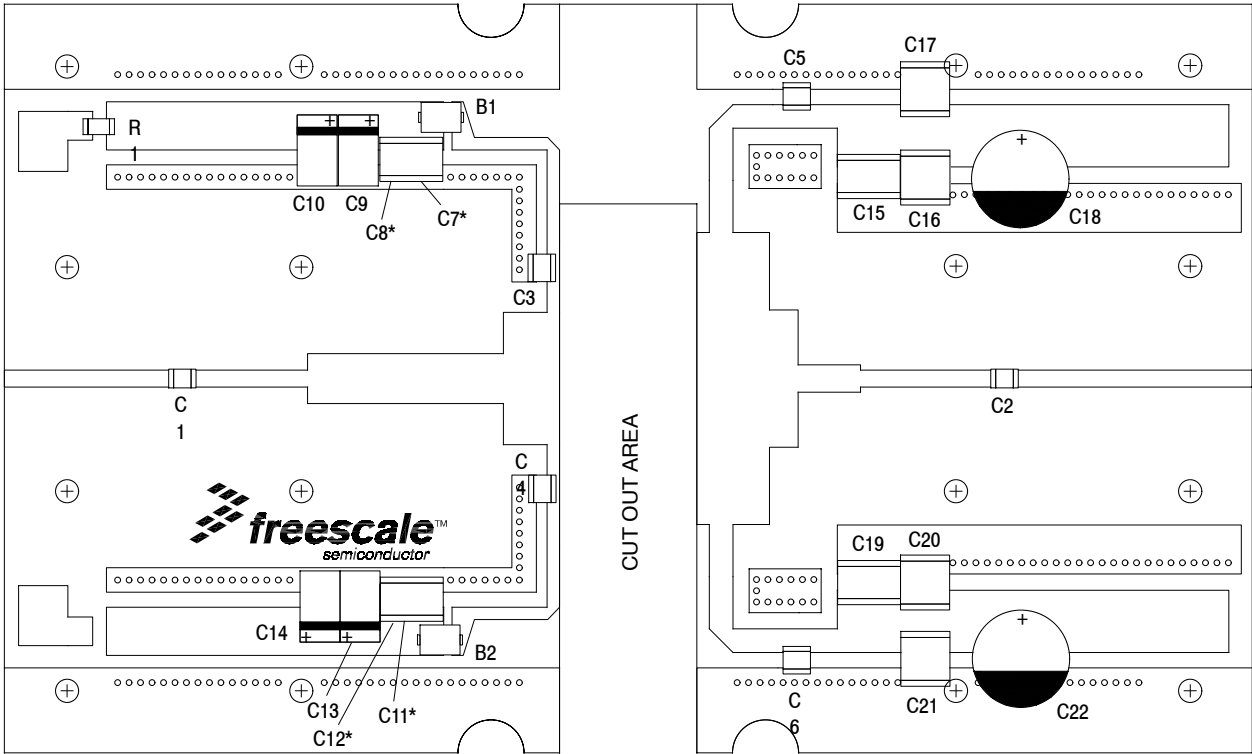 C5
C17
B1
R
1
C10
C9
C8*
C7*
C15
C16
C18
C3
C
1
C2
CUT OUT AREA
C
4
freescale™
semiconductor
C19
C20
C14
B2
C13
C12*
C11*
C
6
C21
C22